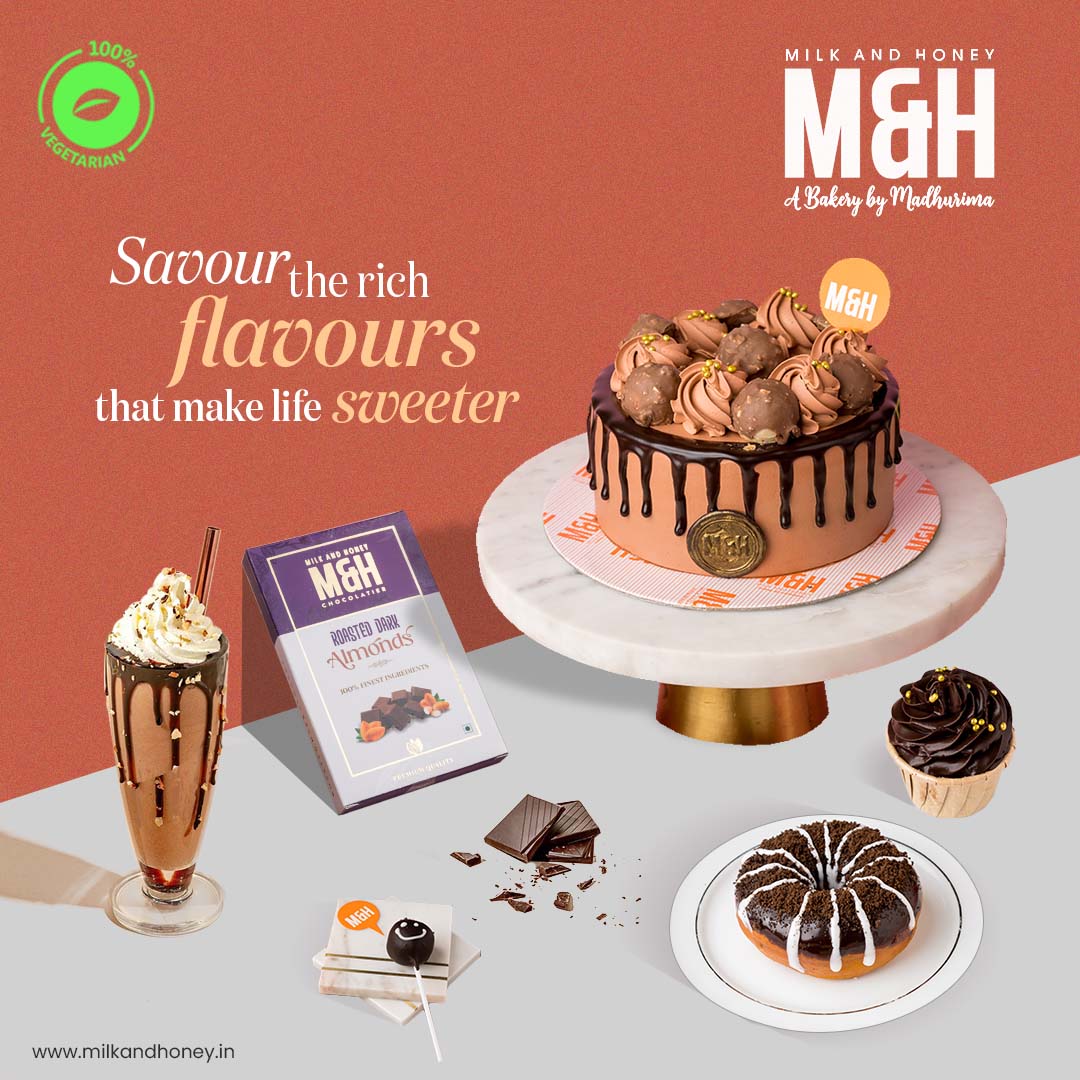 100%
VEGETARIAN
MILK AND HONEY
M&H
A Bakery by Madhurima
Savour the rich
flavours
that make life sweeter
M&H
M&H
M&H
M&H
M&H
M&H
MILK AND HONEY
M&H
CHOCOLATIER
ROASTED DARK
Almonds
100% FINEST INGREDIENTS
PREMIUM QUALITY
M&H
www.milkandhoney.in